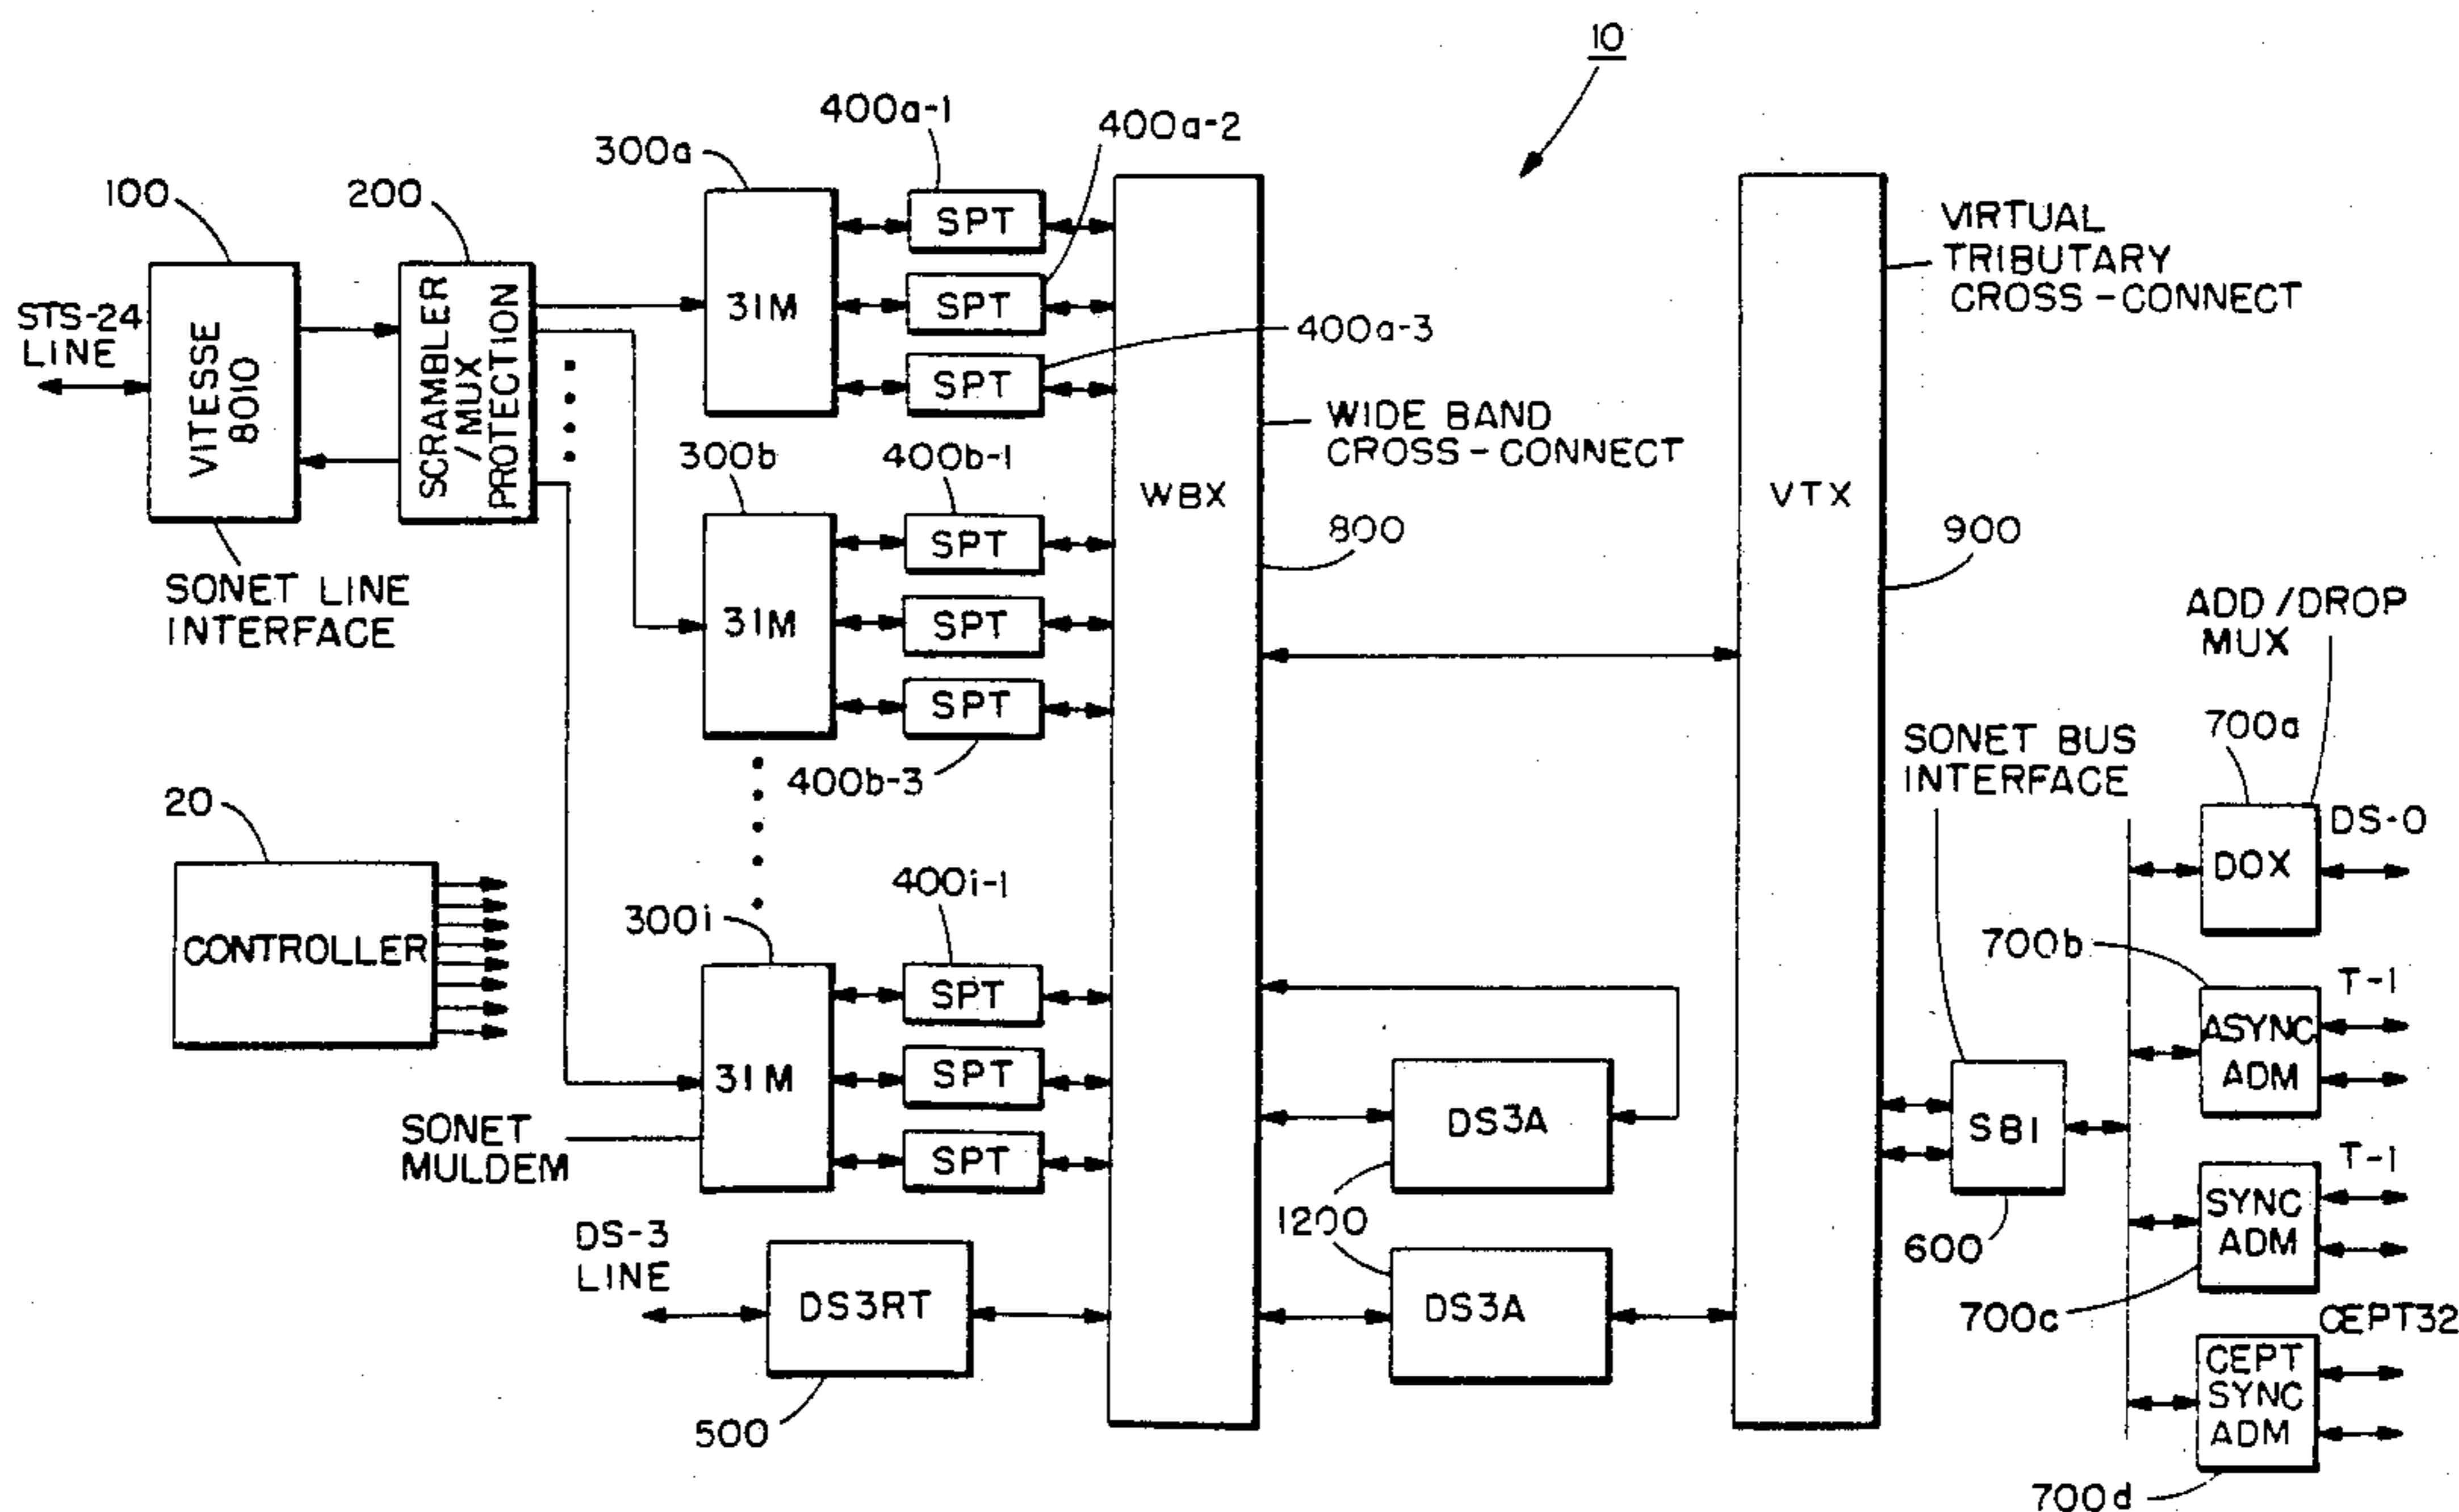 10
400a-1
400a-2
300a
100
200
SPT
VIRTUAL
TRIBUTARY
CROSS-CONNECT
STS-24
LINE
VITESSE
8010
SCRAMBLER
/MUX
PROTECTION
31M
SPT
400a-3
SPT
WIDE BAND
CROSS-CONNECT
300b
400b-1
WBX
VTX
800
900
SPT
SONET LINE
INTERFACE
31M
SPT
ADD/DROP
MUX
SPT
700a
SONET BUS
INTERFACE
400b-3
20
DS-0
DOX
400i-1
300i
CONTROLLER
700b
T-1
SPT
ASYNC
ADM
31M
SPT
DS3A
SBI
SONET
MULDEM
SPT
T-1
SYNC
ADM
1200
600
DS-3
LINE
DS3RT
DS3A
700c
CEPT32
CEPT
SYNC
ADM
500
700d